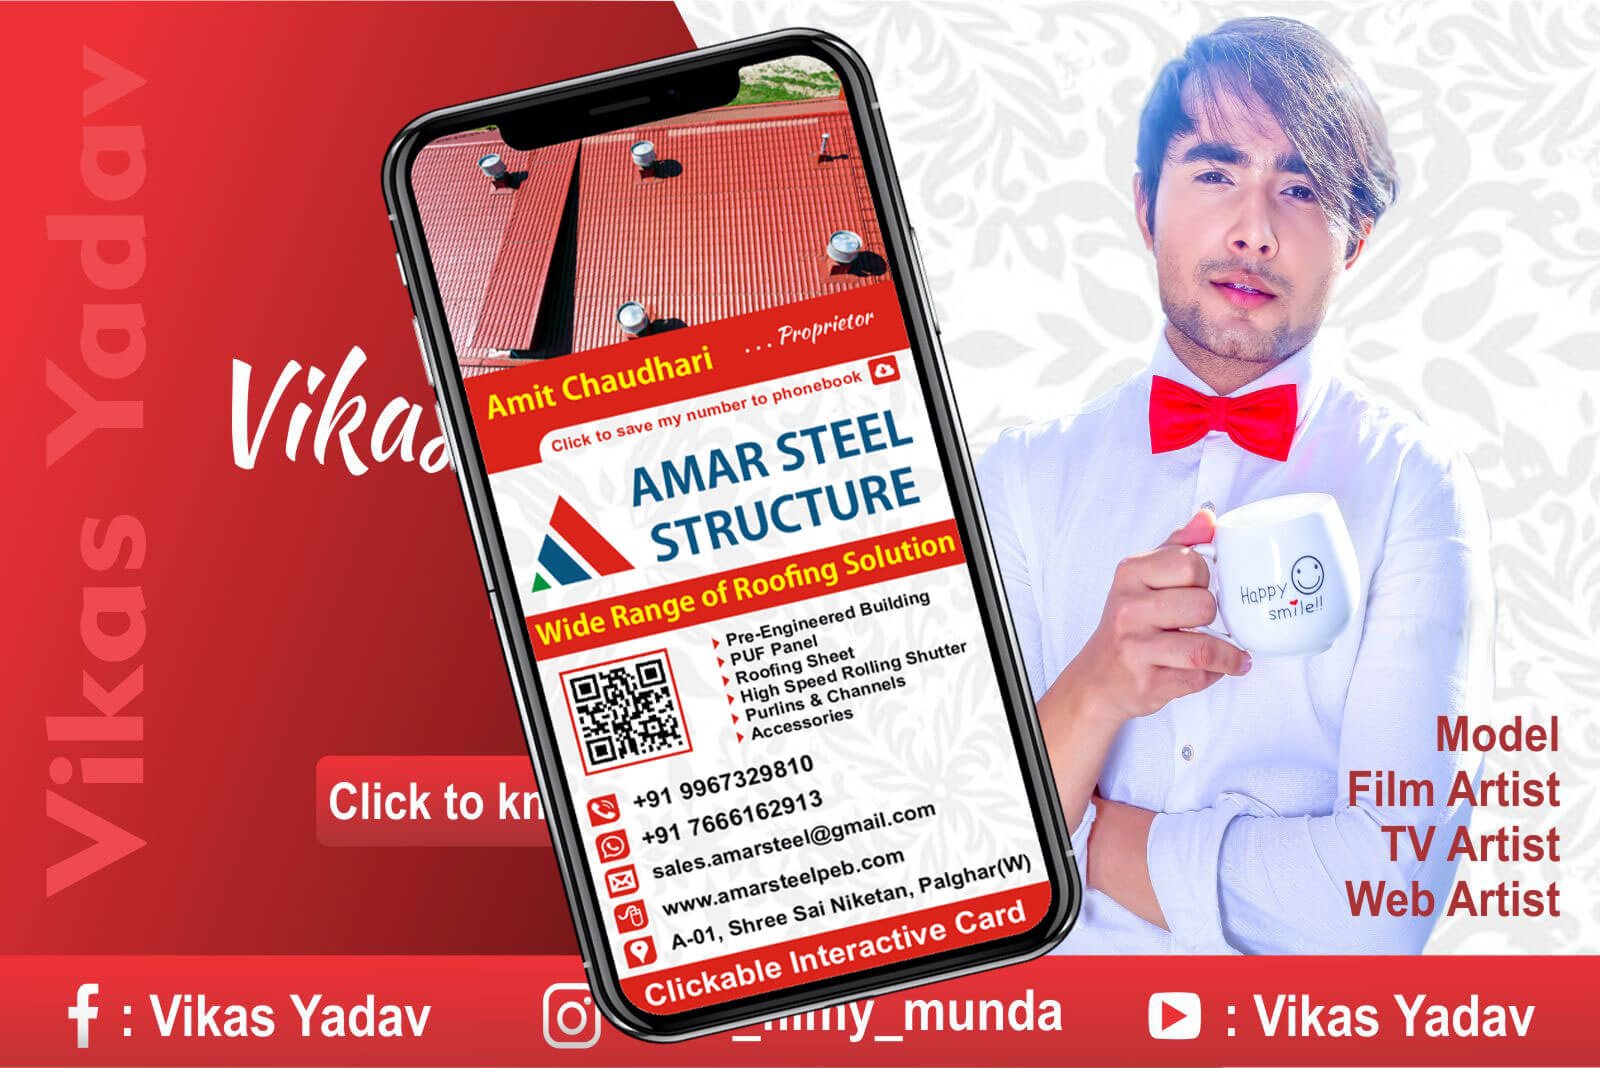 Vikas Yadav
Vikas
Click to kn
Amit Chaudhari
...Proprietor
Click to save my number to phonebook
AMAR STEEL
STRUCTURE
Wide Range of Roofing Solution
Pre-Engineered Building
PUF Panel
Roofing Sheet
High Speed Rolling Shutter
Purlins & Channels
Accessories
+91 9967329810
+91 7666162913
sales.amarsteel@gmail.com
www.amarsteelpeb.com
A-01, Shree Sai Niketan, Palghar(W)
Clickable Interactive Card
Happy
smile!!
Model
Film Artist
TV Artist
Web Artist
: Vikas Yadav
_munda
: Vikas Yadav